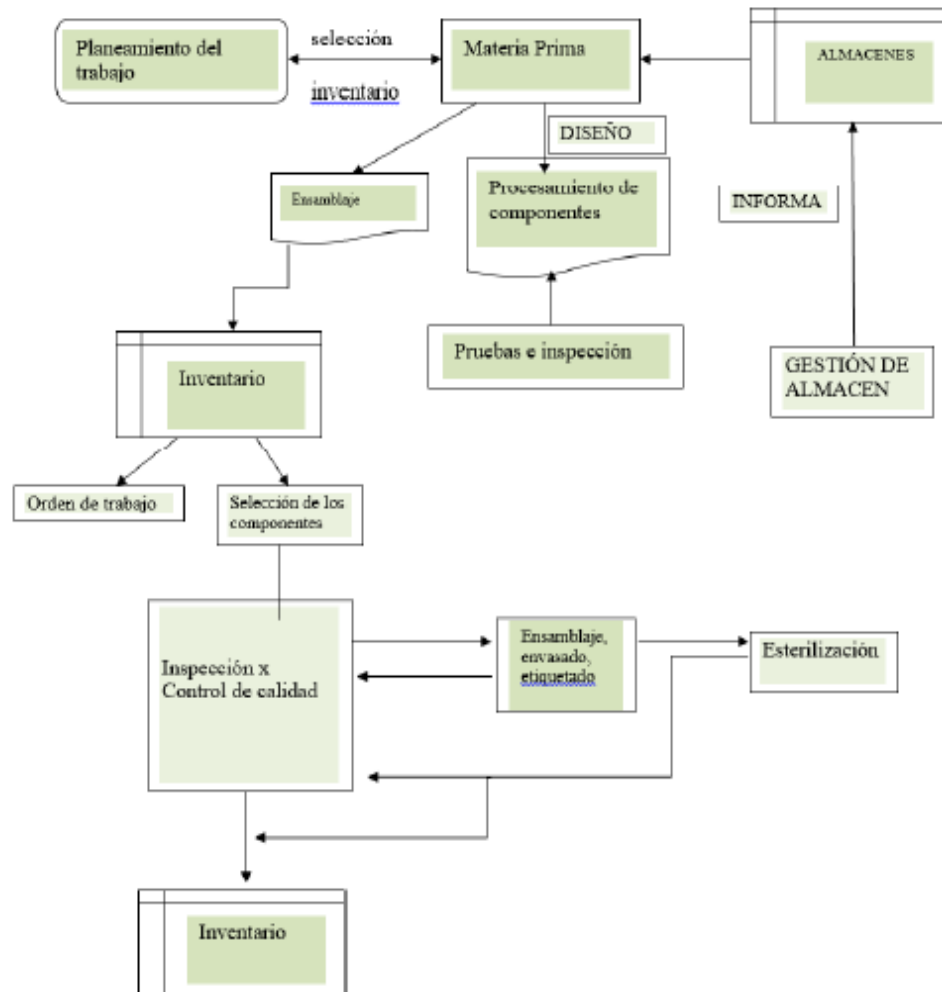 Planeamiento del
trabajo
selección
inventario
Materia Prima
ALMACENES
DISEÑO
Ensamblaje
Procesamiento de
componentes
INFORMA
Pruebas e inspección
GESTIÓN DE
ALMACEN
Inventario
Orden de trabajo
Selección de los
componentes
Inspección x
Control de calidad
Ensamblaje,
envasado,
etiquetado
Esterilización
Inventario